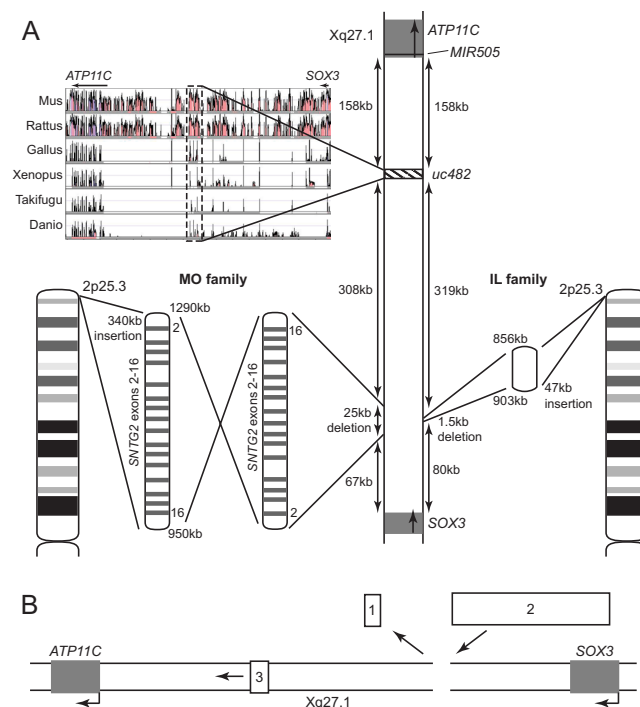 A
Xq27.1
ATP11C
MIR505
ATP11C
SOX3
Mus
Rattus
Gallus
Xenopus
Takifugu
Danio
158kb
158kb
uc482
MO family
IL family
2p25.3
340kb
insertion
1290kb
2
SNTG2 exons 2-16
16
950kb
16
SNTG2 exons 2-16
2
308kb
319kb
25kb
deletion
67kb
1.5kb
deletion
80kb
SOX3
856kb
903kb
47kb
insertion
2p25.3
B
1
2
ATP11C
3
SOX3
Xq27.1